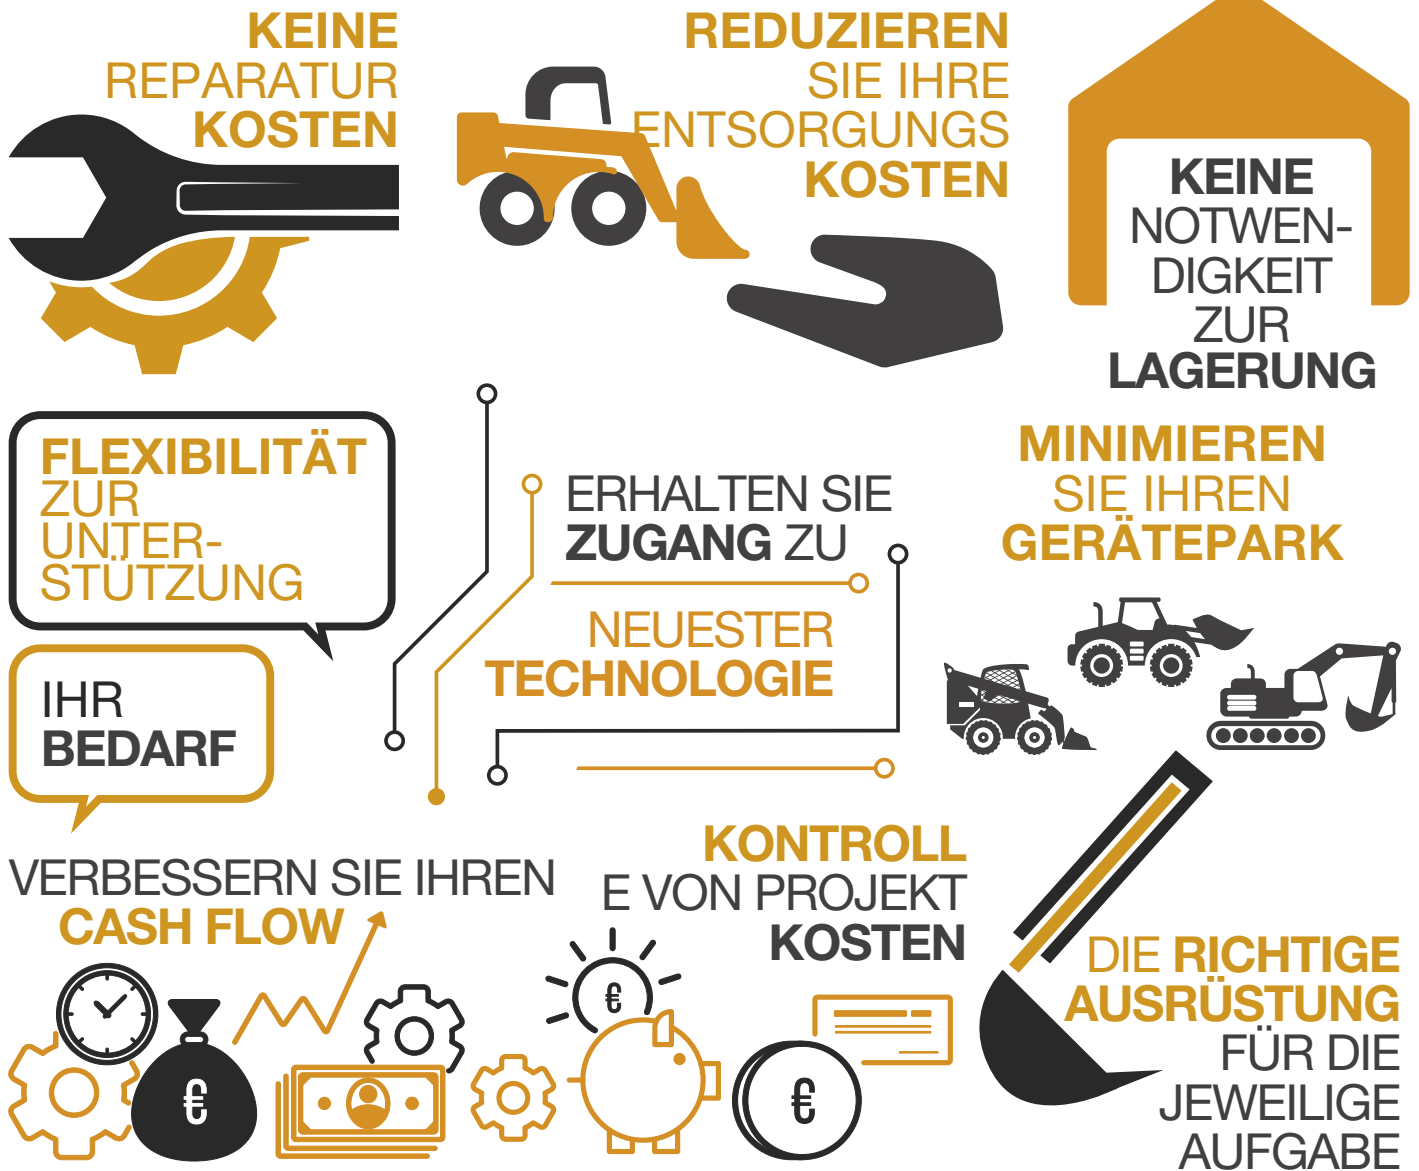 KEINE
REPARATUR
KOSTEN
REDUZIEREN
SIE IHRE
ENTSORGUNGS
KOSTEN
KEINE
NOTWEN-
DIGKEIT
ZUR
LAGERUNG
FLEXIBILITÄT
ZUR
UNTER-
STÜTZUNG
IHR
BEDARF
ERHALTEN SIE
ZUGANG ZU
NEUESTER
TECHNOLOGIE
MINIMIEREN
SIE IHREN
GERÄTEPARK
VERBESSERN SIE IHREN
CASH FLOW
€
KONTROLL
E VON PROJEKT
KOSTEN
€
€
DIE RICHTIGE
AUSRÜSTUNG
FÜR DIE
JEWEILIGE
AUFGABE